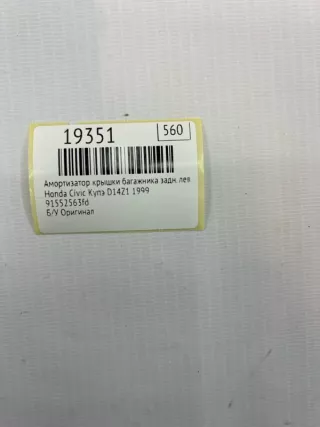 19351 560
Амортизатор крышки багажника задн. лев
Honda Civic Купэ D14Z1 1999
91552563fd
Б/У Оригинал